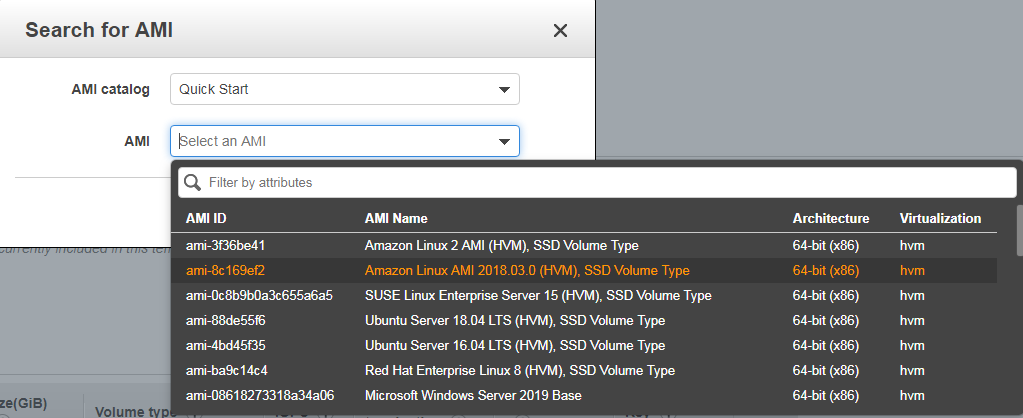 Search for AMI
AMI catalog Quick Start
AMI Select an AMI
Filter by attributes
AMI ID AMI Name Architecture Virtualization
ami-3f36be41 Amazon Linux 2 AMI (HVM), SSD Volume Type 64-bit (x86) hvm
ami-8c169ef2 Amazon Linux AMI 2018.03.0 (HVM), SSD Volume Type 64-bit (x86) hvm
ami-0c8b9b0a3c655a6a5 SUSE Linux Enterprise Server 15 (HVM), SSD Volume Type 64-bit (x86) hvm
ami-88de55f6 Ubuntu Server 18.04 LTS (HVM), SSD Volume Type 64-bit (x86) hvm
ami-4bd45f35 Ubuntu Server 16.04 LTS (HVM), SSD Volume Type 64-bit (x86) hvm
ami-ba9c14c4 Red Hat Enterprise Linux 8 (HVM), SSD Volume Type 64-bit (x86) hvm
ami-08618273318a34a06 Microsoft Windows Server 2019 Base 64-bit (x86) hvm
currently included in this
ze(GiB)
Volume type